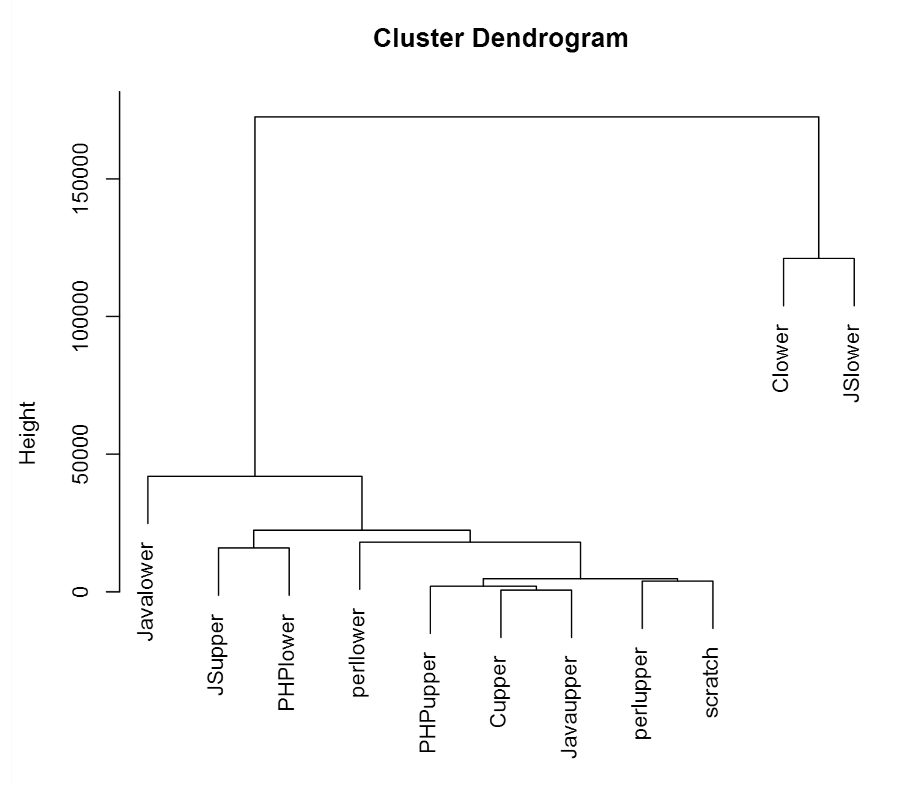 Cluster Dendrogram
Height
150000
100000
50000
0
Javalower
JSupper
PHPlower
perllower
PHPupper
Cupper
Javaupper
perlupper
scratch
Clower
JSlower